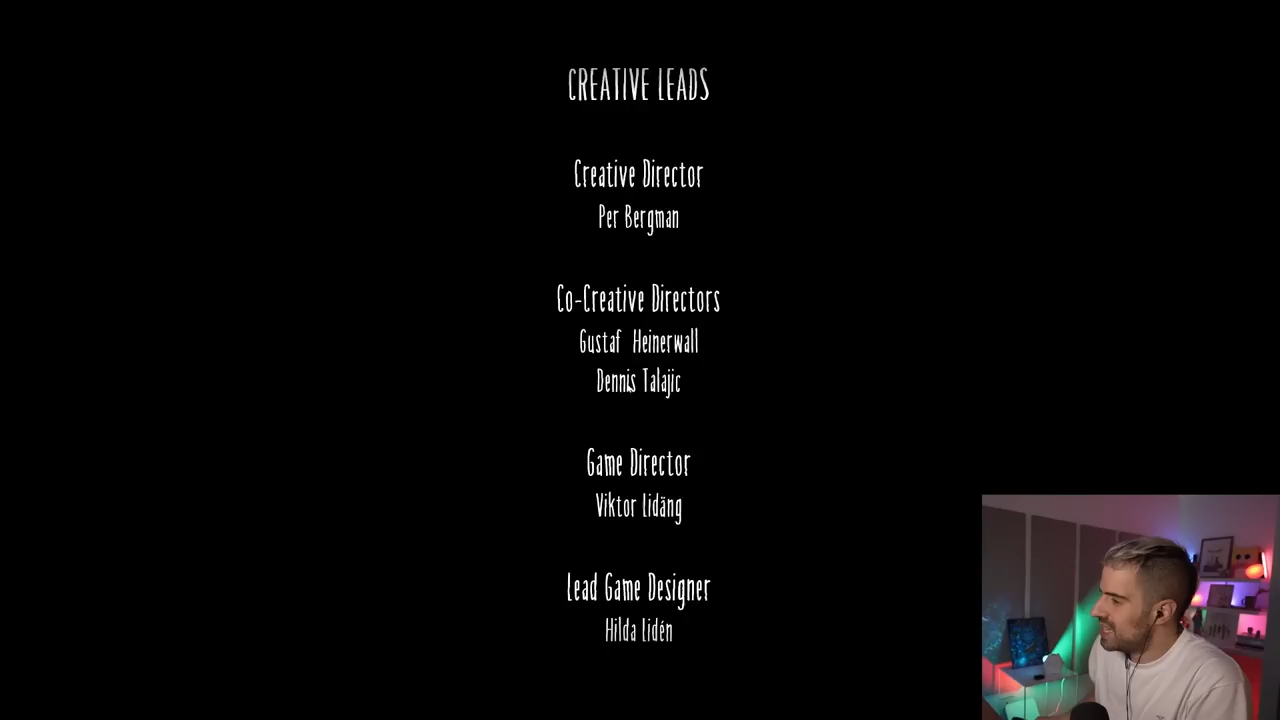 CREATIVE LEADS
Creative Director
Per Bergman
Co-Creative Directors
Gustaf Heinerwall
Dennis Talajic
Game Director
Viktor Lidäng
Lead Game Designer
Hilda Lidén